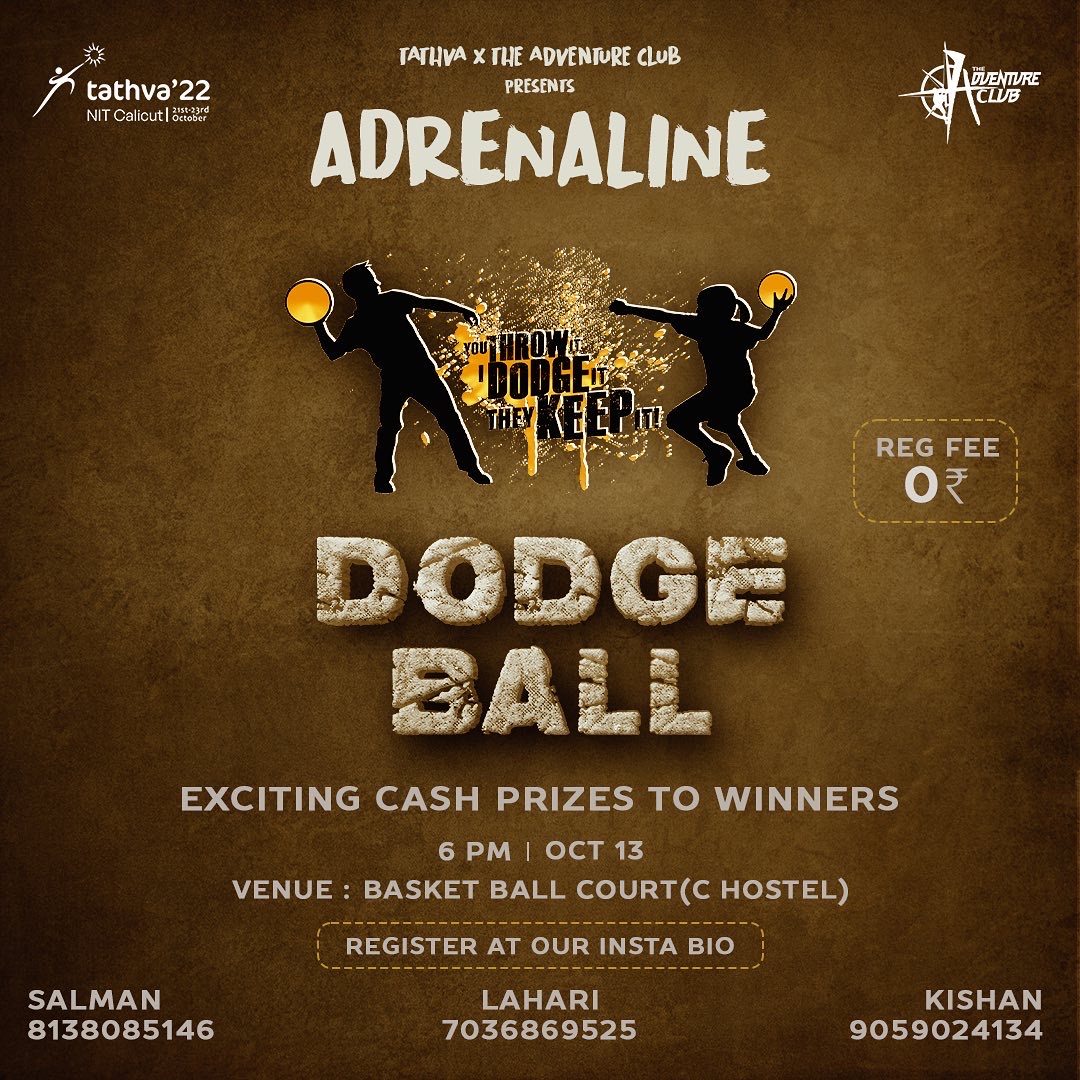 TATHVA X THE ADVENTURE CLUB
PRESENTS
ADRENALINE
tathva'22
NIT Calicut | 21st-23rd
October
THE
ADVENTURE
CLUB
YOU THROW IT
I DODGE IT
THEY KEEP IT!
REG FEE
0₹
DODGE
BALL
EXCITING CASH PRIZES TO WINNERS
6 PM | OCT 13
VENUE : BASKET BALL COURT(C HOSTEL)
REGISTER AT OUR INSTA BIO
SALMAN
8138085146
LAHARI
7036869525
KISHAN
9059024134